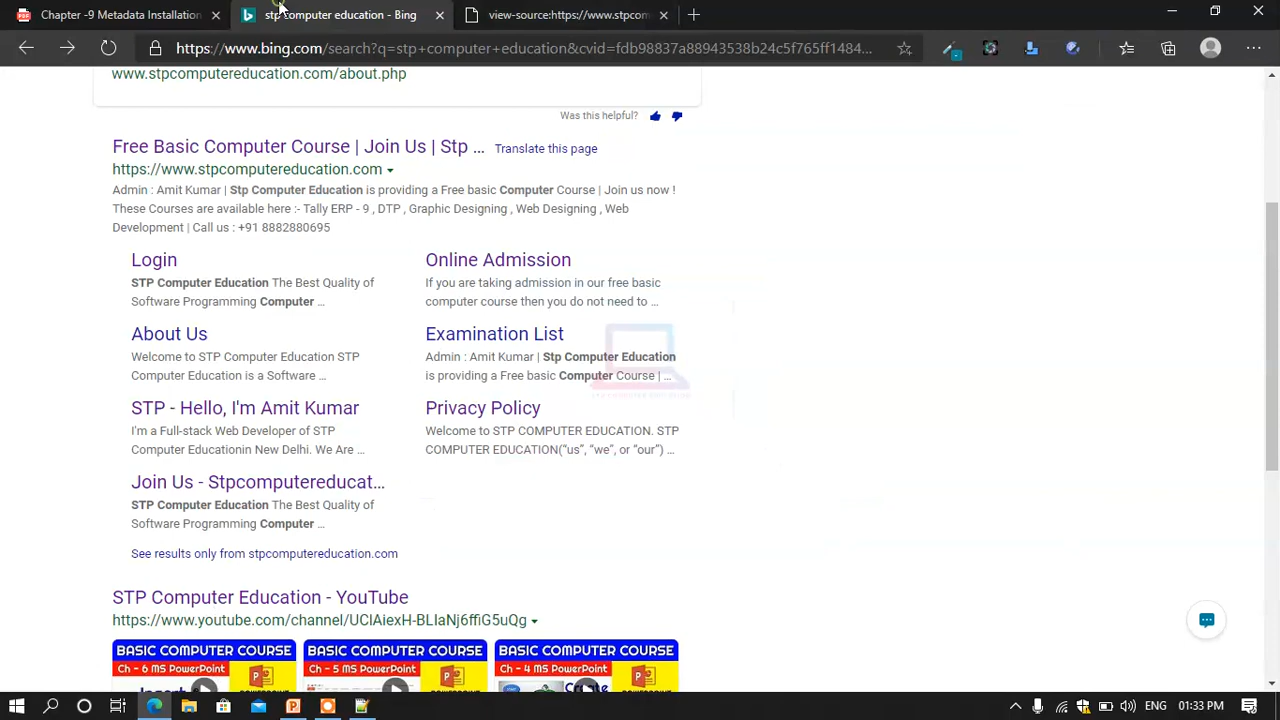 Chapter -9 Metadata Installation
stp computer education - Bing
view-source:https://www.stpcom
https://www.bing.com/search?q=stp+computer+education&cvid=fdb98837a88943538b24c5f765ff1484...
www.stpcomputereducation.com/about.php
Was this helpful?
Free Basic Computer Course | Join Us | Stp ... Translate this page
https://www.stpcomputereducation.com
Admin : Amit Kumar | Stp Computer Education is providing a Free basic Computer Course | Join us now !
These Courses are available here :- Tally ERP - 9 , DTP , Graphic Designing , Web Designing , Web
Development | Call us : +91 8882880695
Login
STP Computer Education The Best Quality of
Software Programming Computer ...
Online Admission
If you are taking admission in our free basic
computer course then you do not need to ...
About Us
Welcome to STP Computer Education STP
Computer Education is a Software ...
Examination List
Admin : Amit Kumar | Stp Computer Education
is providing a Free basic Computer Course | ...
STP - Hello, I'm Amit Kumar
I'm a Full-stack Web Developer of STP
Computer Educationin New Delhi. We Are ...
Privacy Policy
Welcome to STP COMPUTER EDUCATION. STP
COMPUTER EDUCATION(“us”, “we”, or “our”) ...
Join Us - Stpcomputereducat...
STP Computer Education The Best Quality of
Software Programming Computer ...
See results only from stpcomputereducation.com
STP Computer Education - YouTube
https://www.youtube.com/channel/UCIAiexH-BLIaNj6ffiG5uQg
BASIC COMPUTER COURSE
Ch - 6 MS PowerPoint
BASIC COMPUTER COURSE
Ch - 5 MS PowerPoint
BASIC COMPUTER COURSE
Ch - 4 MS PowerPoint
ENG
01:33 PM